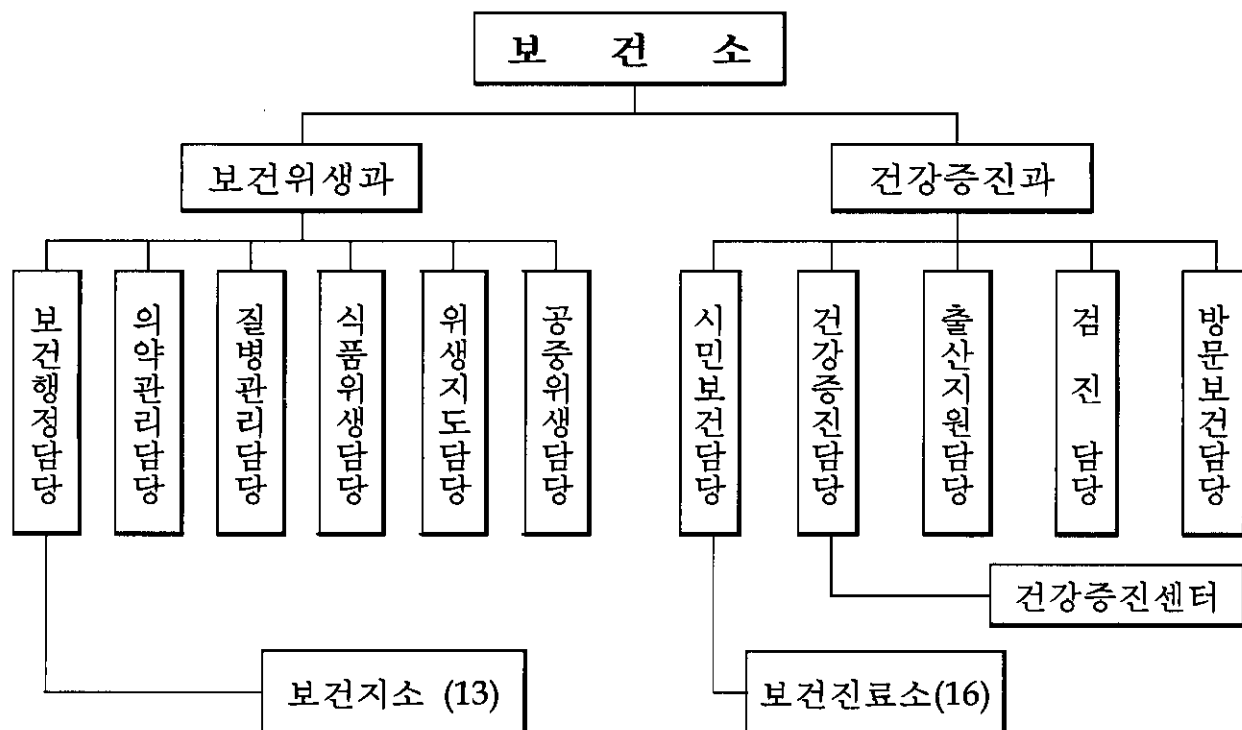 보 건 소
보건위생과
건강증진과
보건행정담당
의약관리담당
질병관리담당
식품위생담당
위생지도담당
공중위생담당
시민보건담당
건강증진담당
출산지원담당
검 진 담 당
방문보건담당
건강증진센터
보건지소 (13)
보건진료소(16)